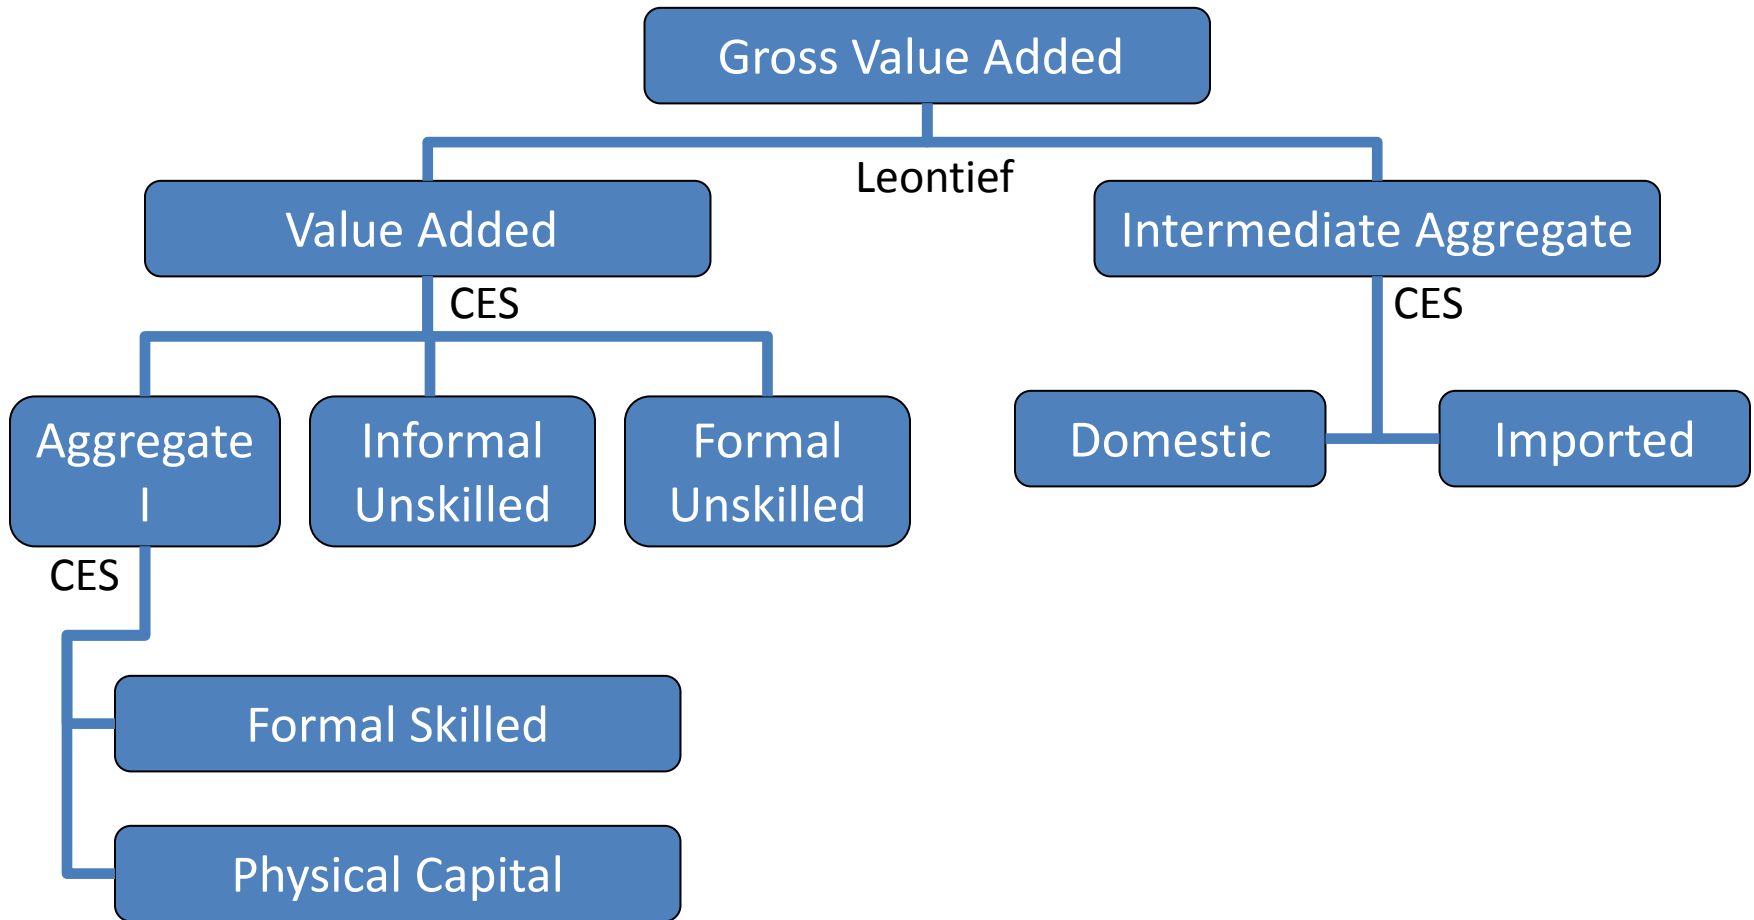 Gross Value Added
Leontief
Value Added
Intermediate Aggregate
CES
CES
Aggregate
I
Informal
Unskilled
Formal
Unskilled
Domestic
Imported
CES
Formal Skilled
Physical Capital